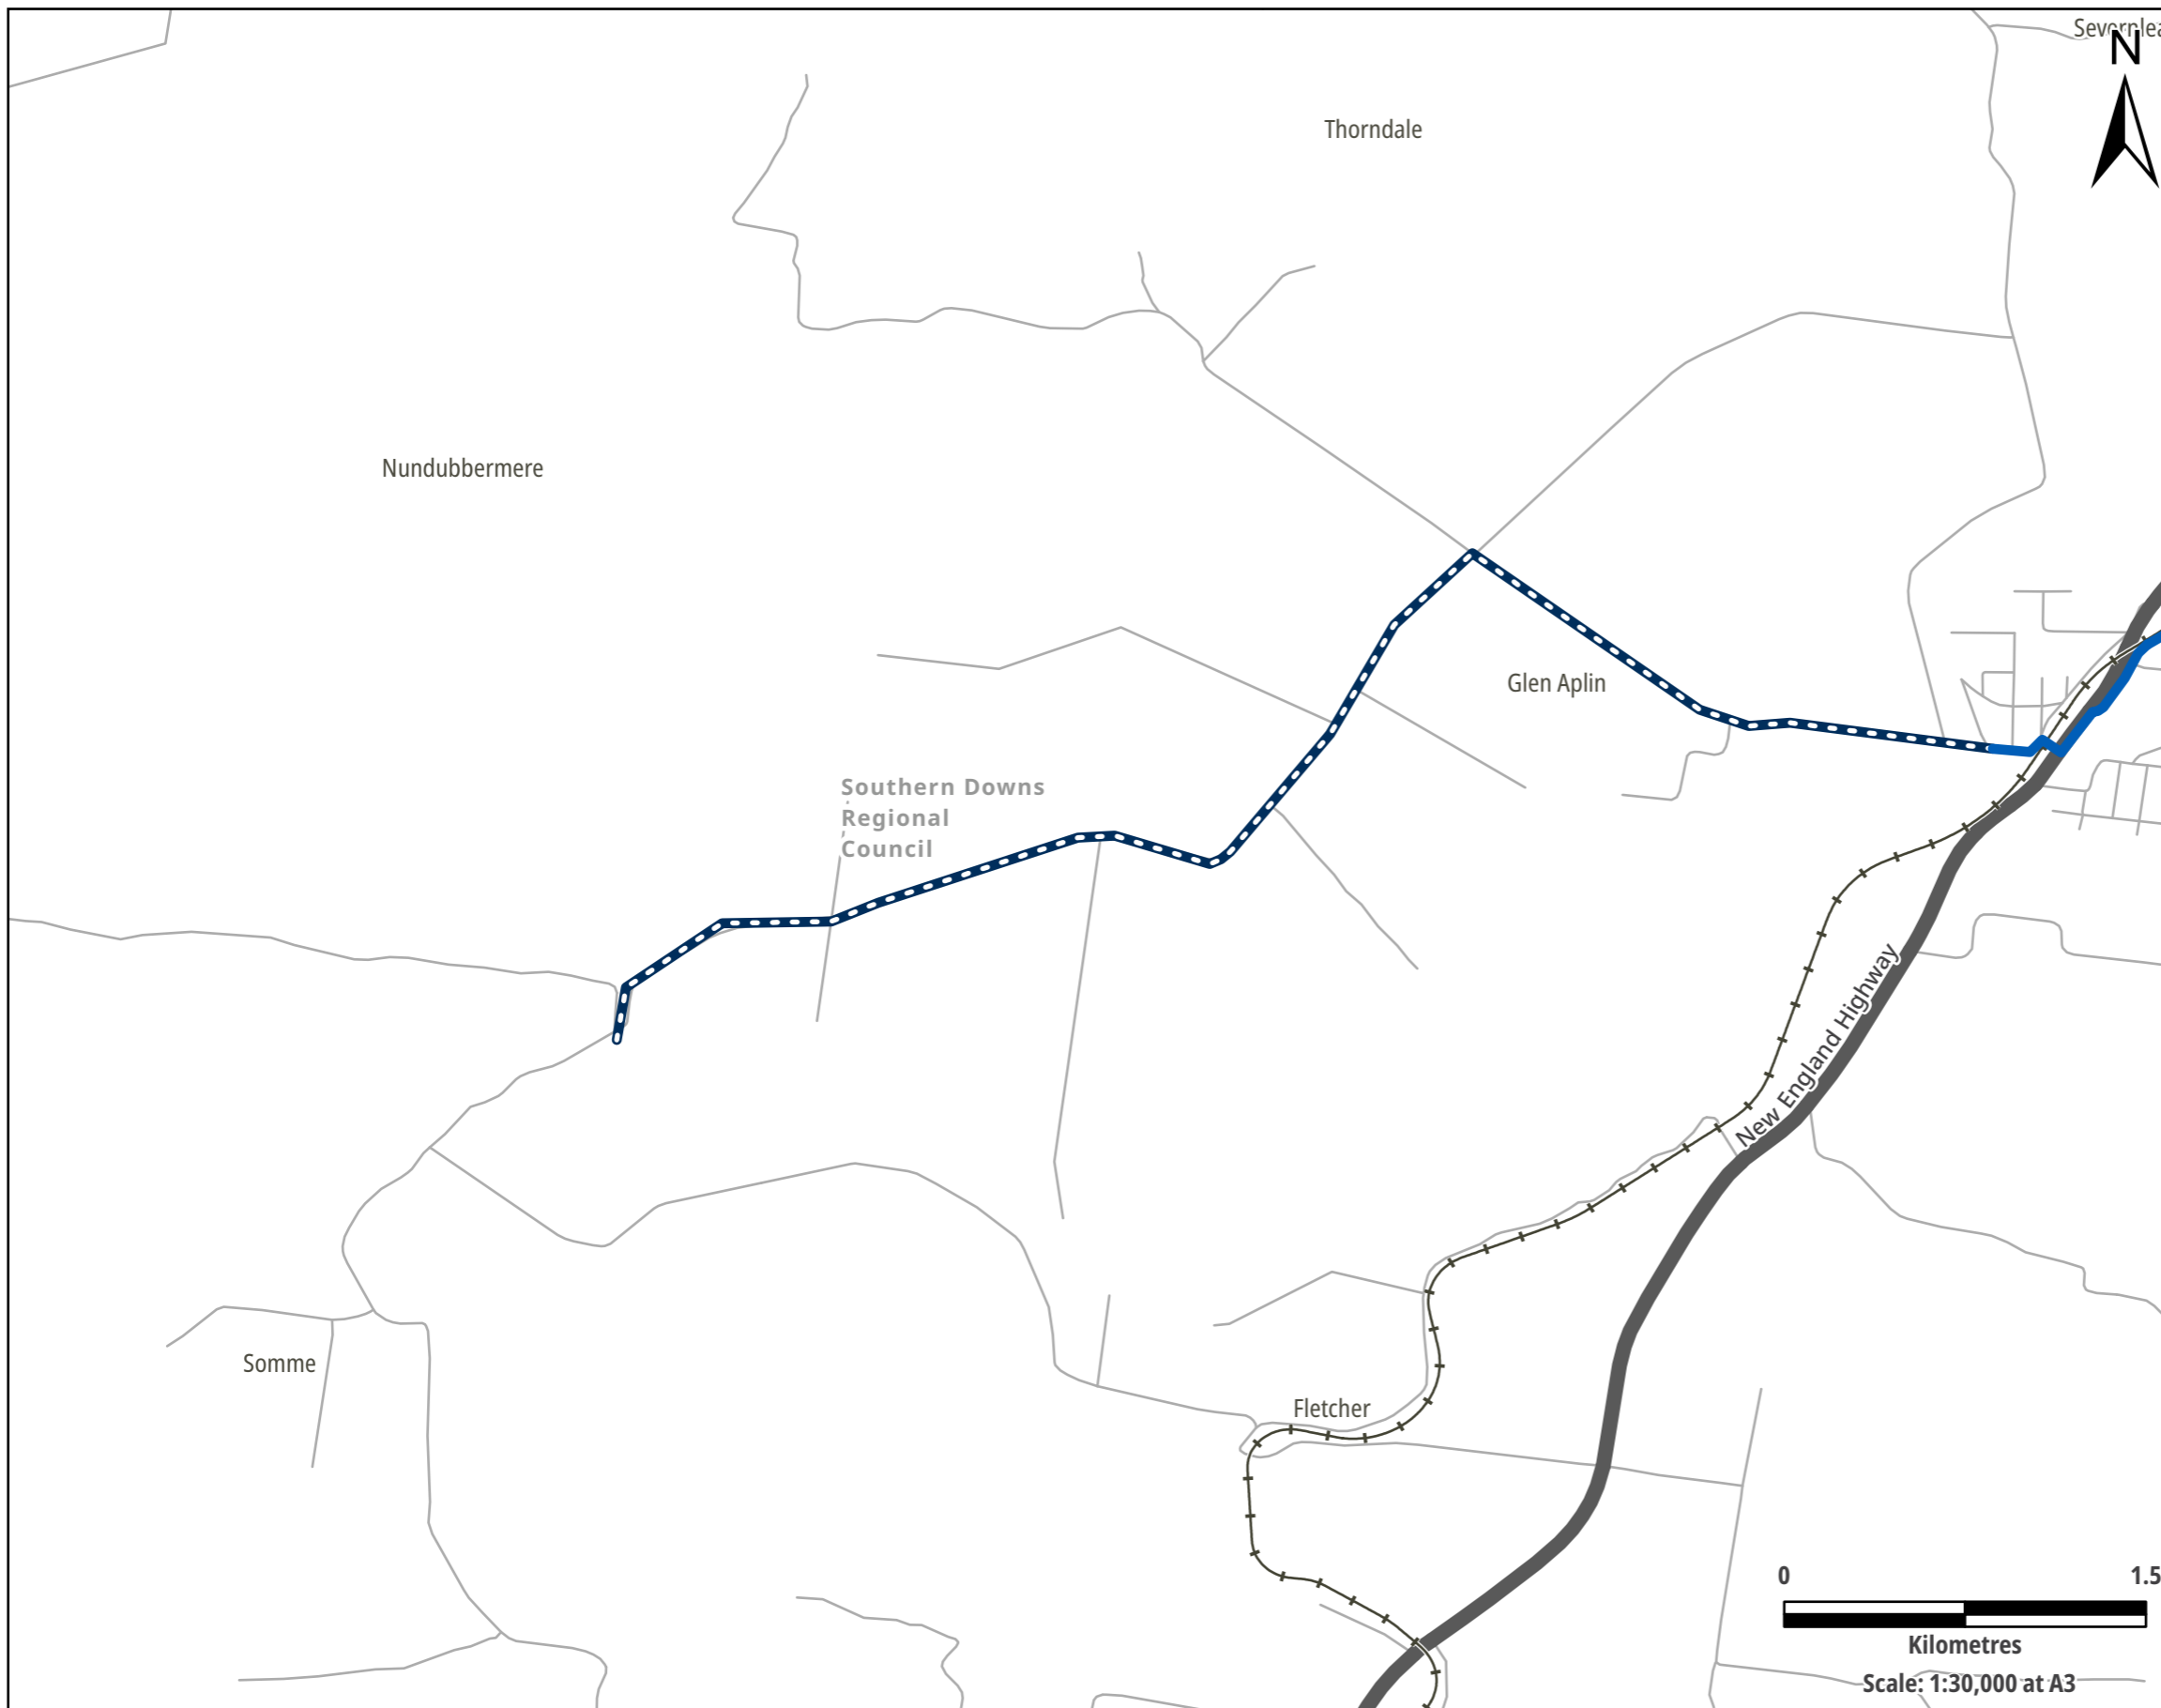 N
Thorndale
Nundubbermere
Glen Aplin
Southern Downs
Regional
Council
New England Highway
Somme
Fletcher
0 1.5
Kilometres
Scale: 1:30,000 at A3